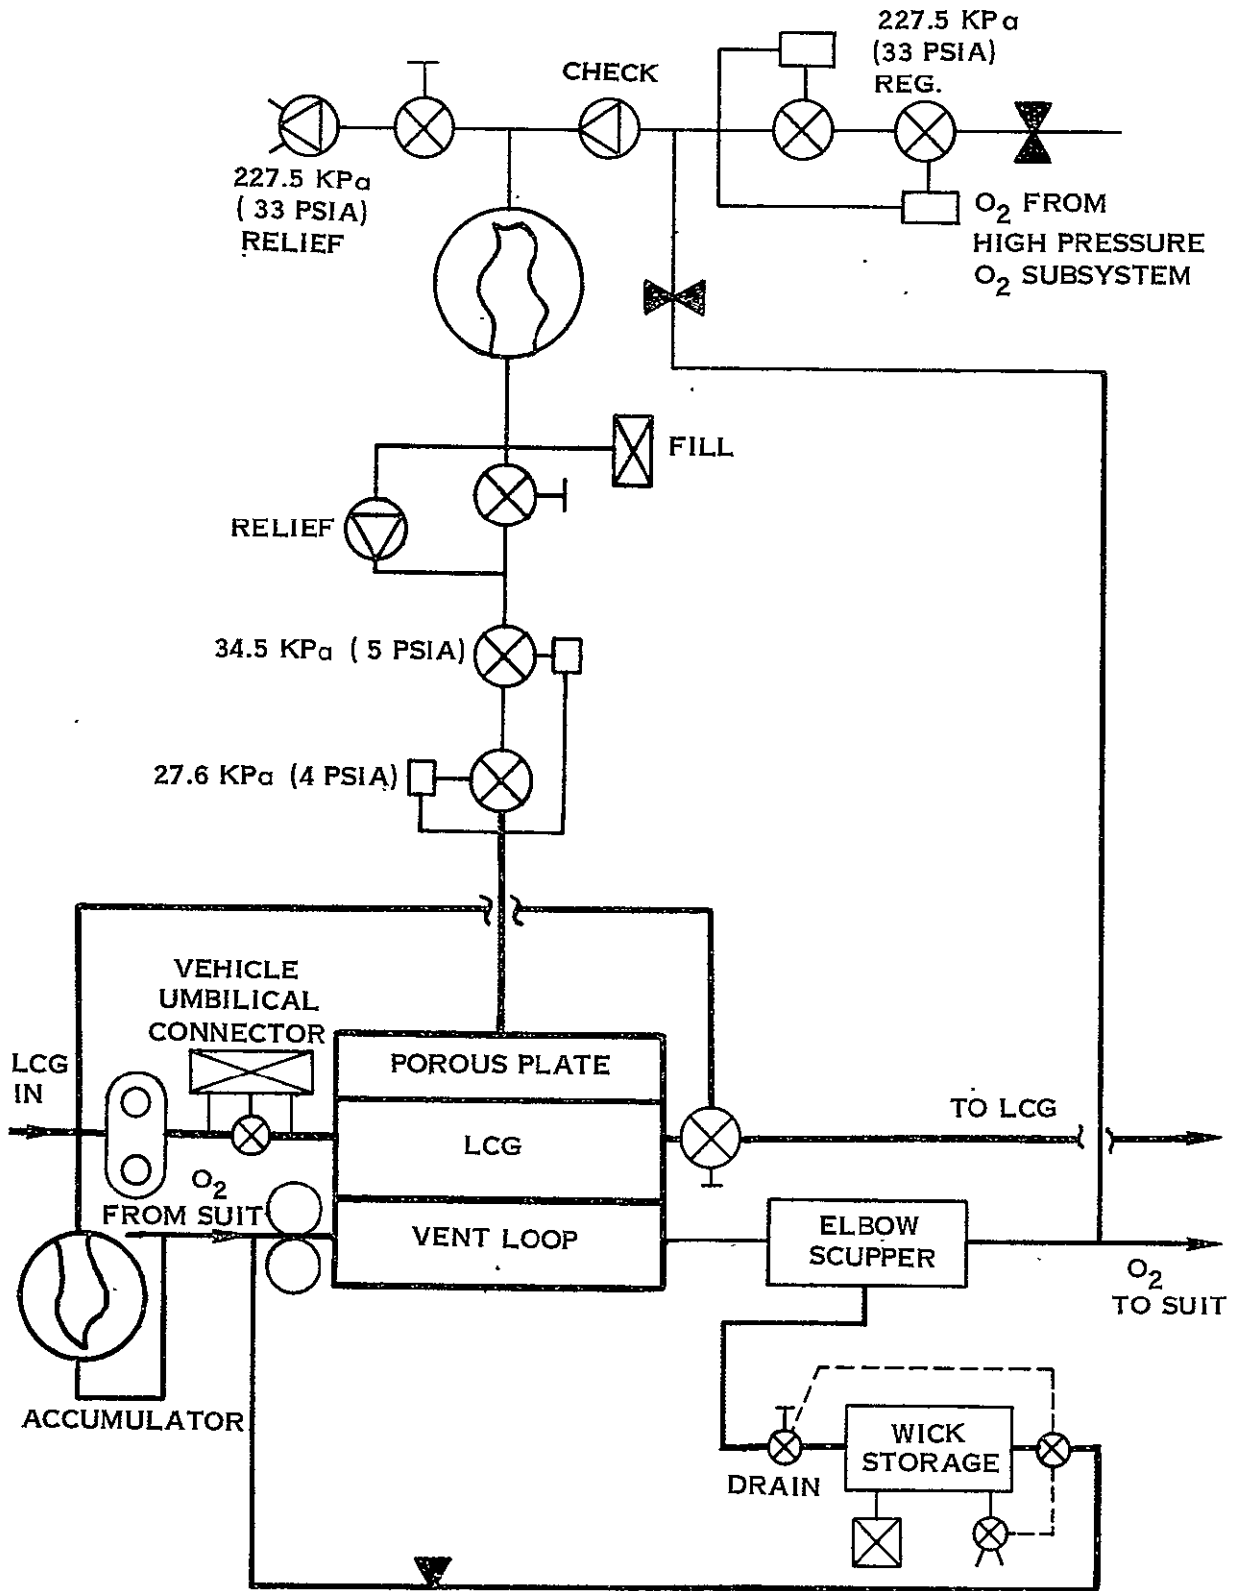 227.5 KPa
(33 PSIA)
REG.
CHECK
227.5 KPa
( 33 PSIA)
RELIEF
O2 FROM
HIGH PRESSURE
O2 SUBSYSTEM
FILL
RELIEF
34.5 KPa ( 5 PSIA)
27.6 KPa (4 PSIA)
VEHICLE
UMBILICAL
CONNECTOR
LCG
IN
POROUS PLATE
LCG
VENT LOOP
TO LCG
O2
FROM SUIT
ELBOW
SCUPPER
O2
TO SUIT
ACCUMULATOR
WICK
STORAGE
DRAIN